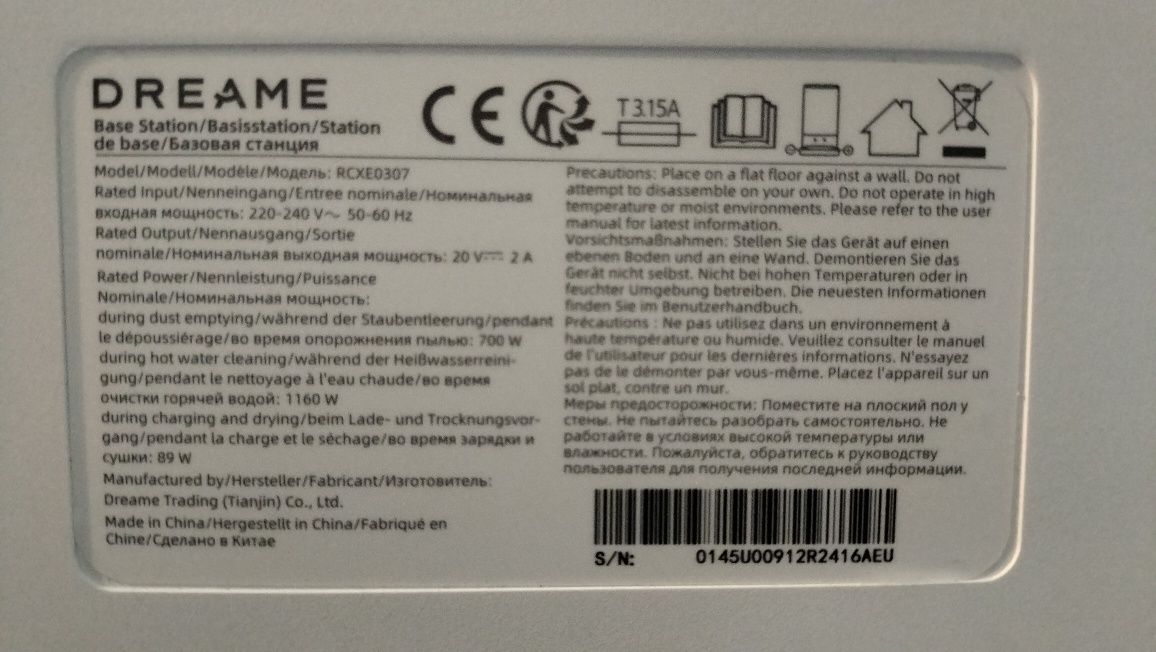 DREAME
Base Station/Basisstation/Station
de base/Базовая станция
CE
T3.15A
Model/Modell/Modèle/Модель: RCXE0307
Rated Input/Nenneingang/Entree nominale/Номинальная
входная мощность: 220-240 V~ 50-60 Hz
Rated Output/Nennausgang/Sortie
nominale/Номинальная выходная мощность: 20 V⎓ 2 A
Rated Power/Nennleistung/Puissance
Nominale/Номинальная мощность:
during dust emptying/während der Staubentleerung/pendant
le dépoussiérage/во время опорожнения пылью: 700 W
during hot water cleaning/während der Heißwasserreini-
gung/pendant le nettoyage à l'eau chaude/во время
очистки горячей водой: 1160 W
during charging and drying/beim Lade- und Trocknungsvor-
gang/pendant la charge et le séchage/во время зарядки и
сушки: 89 W
Manufactured by/Hersteller/Fabricant/Изготовитель:
Dreame Trading (Tianjin) Co., Ltd.
Made in China/Hergestellt in China/Fabriqué en
Chine/Сделано в Китае
Precautions: Place on a flat floor against a wall. Do not
attempt to disassemble on your own. Do not operate in high
temperature or moist environments. Please refer to the user
manual for latest information.
Vorsichtsmaßnahmen: Stellen Sie das Gerät auf einen
ebenen Boden und an eine Wand. Demontieren Sie das
Gerät nicht selbst. Nicht bei hohen Temperaturen oder in
feuchter Umgebung betreiben. Die neuesten Informationen
finden Sie im Benutzerhandbuch.
Précautions : Ne pas utilisez dans un environnement à
haute température ou humide. Veuillez consulter le manuel
de l'utilisateur pour les dernières informations. N'essayez
pas de le démonter par vous-même. Placez l'appareil sur un
sol plat, contre un mur.
Меры предосторожности: Поместите на плоский пол у
стены. Не пытайтесь разобрать самостоятельно. Не
работайте в условиях высокой температуры или
влажности. Пожалуйста, обратитесь к руководству
пользователя для получения последней информации.
S/N: 0145U00912R2416AEU